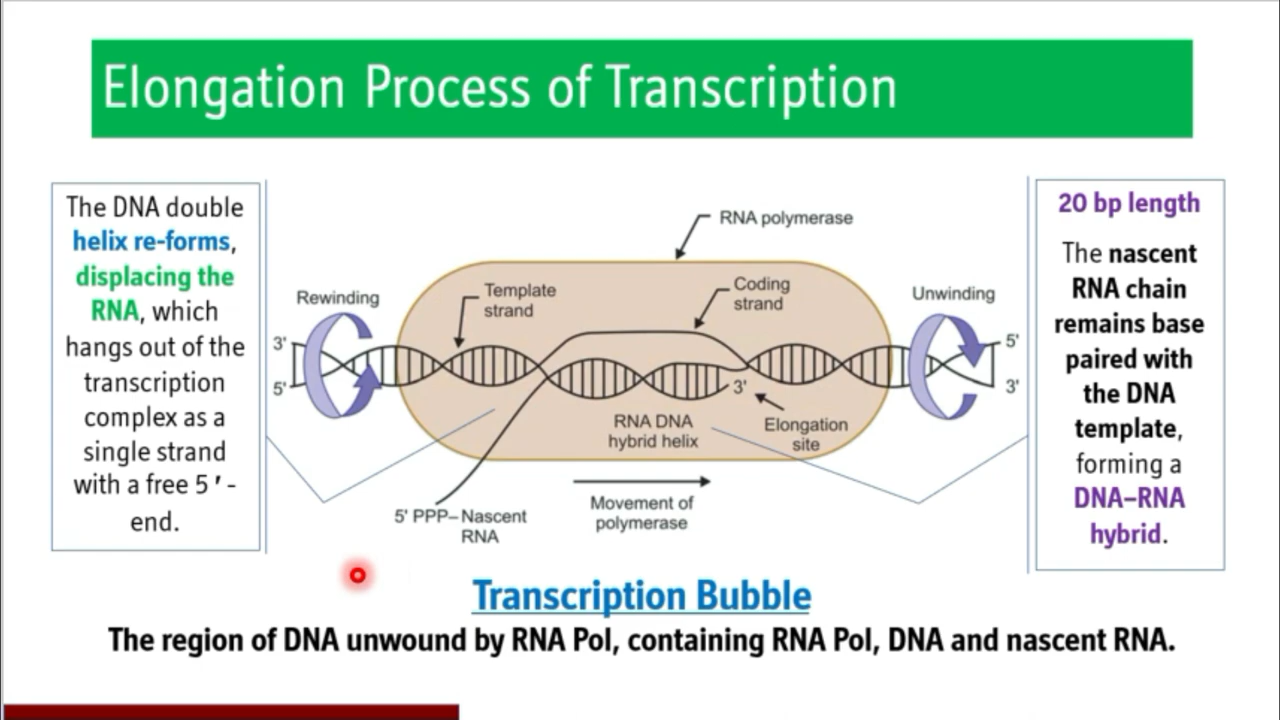 Elongation Process of Transcription
The DNA double
helix re-forms,
displacing the
RNA, which
hangs out of the
transcription
complex as a
single strand
with a free 5 ′ -
end.
RNA polymerase
Template
strand
Coding
strand
Rewinding
Unwinding
3'
5'
5'
3'
3'
RNA DNA
hybrid helix
Elongation
site
5' PPP–Nascent
RNA
Movement of
polymerase
20 bp length
The nascent
RNA chain
remains base
paired with
the DNA
template,
forming a
DNA–RNA
hybrid.
Transcription Bubble
The region of DNA unwound by RNA Pol, containing RNA Pol, DNA and nascent RNA.